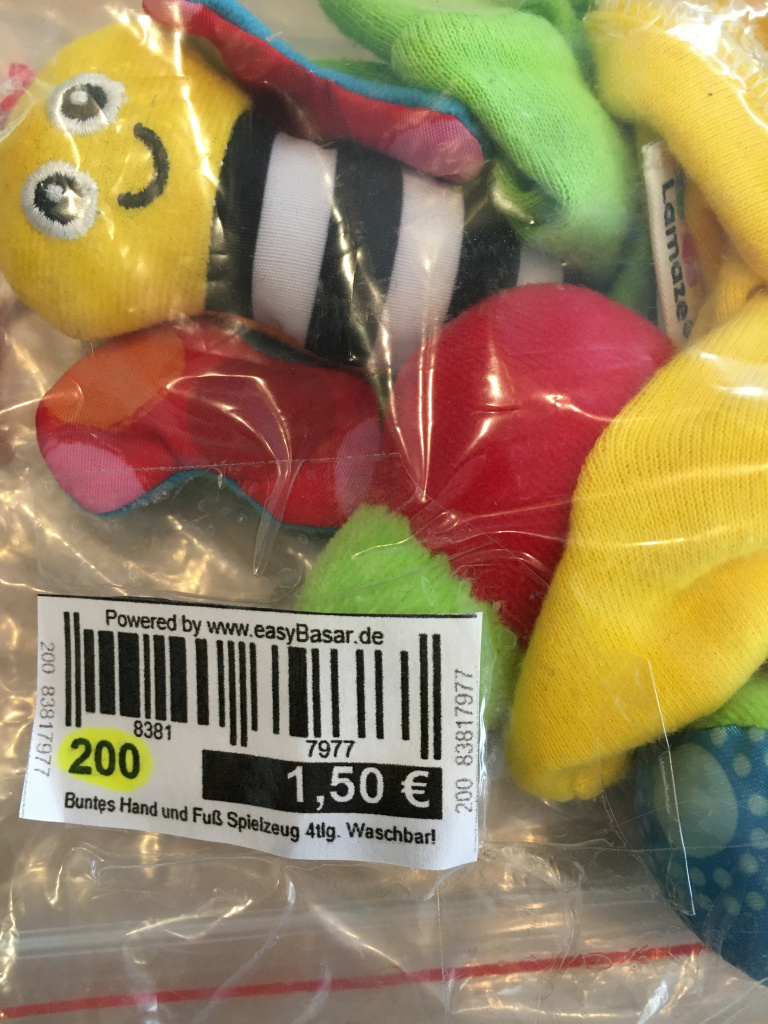 Lamaze
Powered by www.easyBasar.de
200 83817977
8381
7977
200 83817977
200
1,50 €
Buntes Hand und Fuß Spielzeug 4tlg. Waschbar!